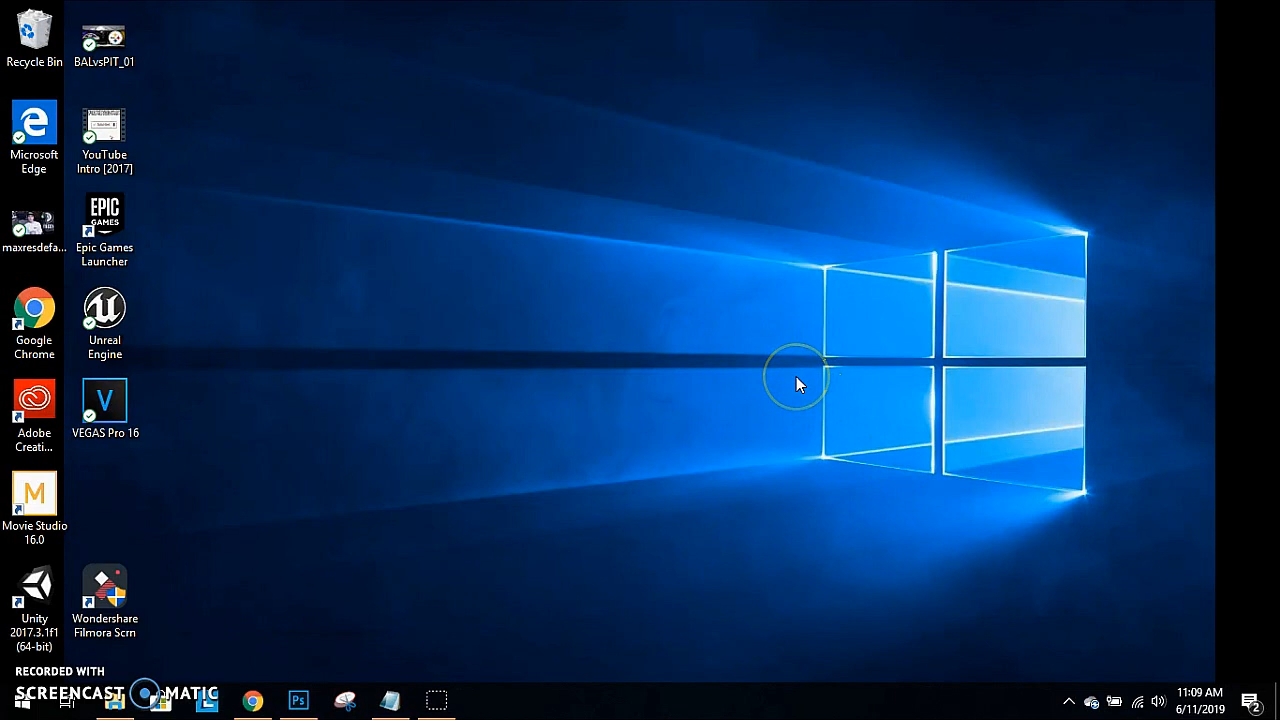 Recycle Bin
BALvsPIT_01
Microsoft
Edge
YouTube
Intro [2017]
maxresdefa...
EPIC
GAMES
Epic Games
Launcher
Google
Chrome
Unreal
Engine
Adobe
Creati...
V
VEGAS Pro 16
M
Movie Studio
16.0
Unity
2017.3.1f1
(64-bit)
Wondershare
Filmora Scrn
RECORDED WITH
SCREENCAST MATIC
L
Ps
11:09 AM
6/11/2019
2